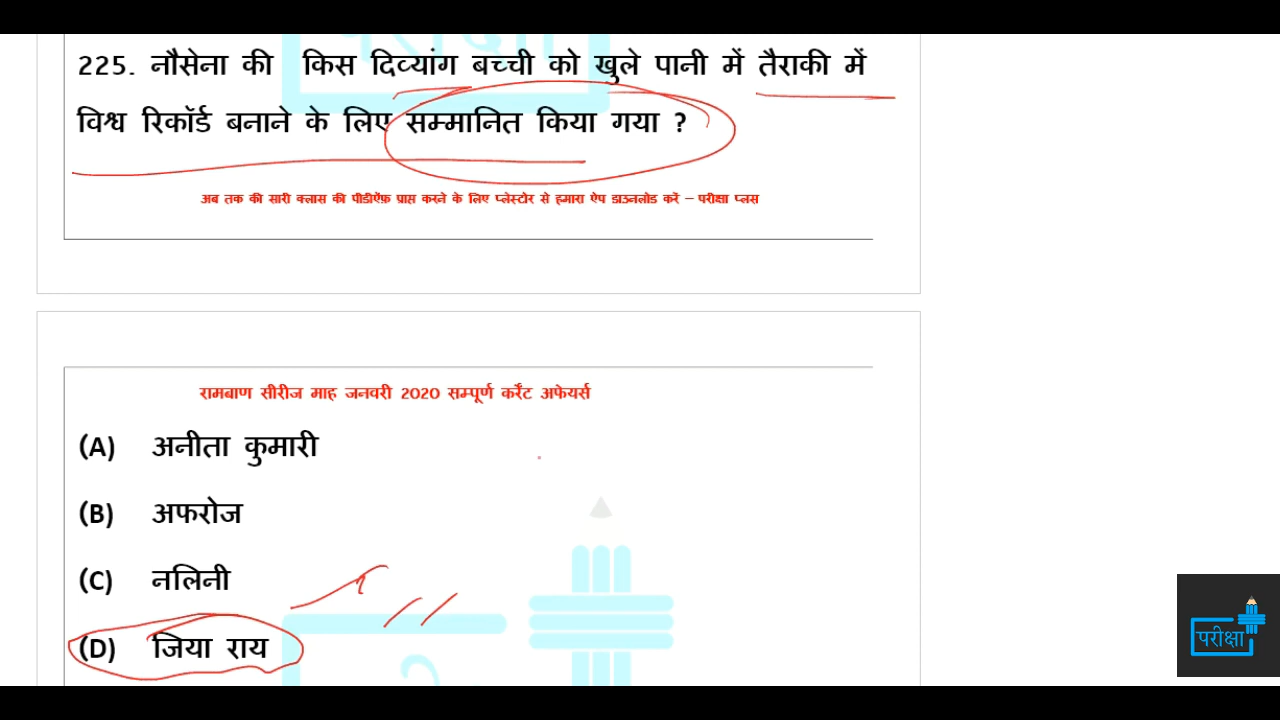 225. नौसेना की किस दिव्यांग बच्ची को खुले पानी में तैराकी में
विश्व रिकॉर्ड बनाने के लिए सम्मानित किया गया ?
अब तक की सारी क्लास की पीडीऍफ़ प्राप्त करने के लिए प्लेस्टोर से हमारा ऐप डाउनलोड करें – परीक्षा प्लस
रामबाण सीरीज माह जनवरी 2020 सम्पूर्ण करेंट अफेयर्स
(A) अनीता कुमारी
(B) अफरोज
(C) नलिनी
(D) जिया राय
परीक्षा